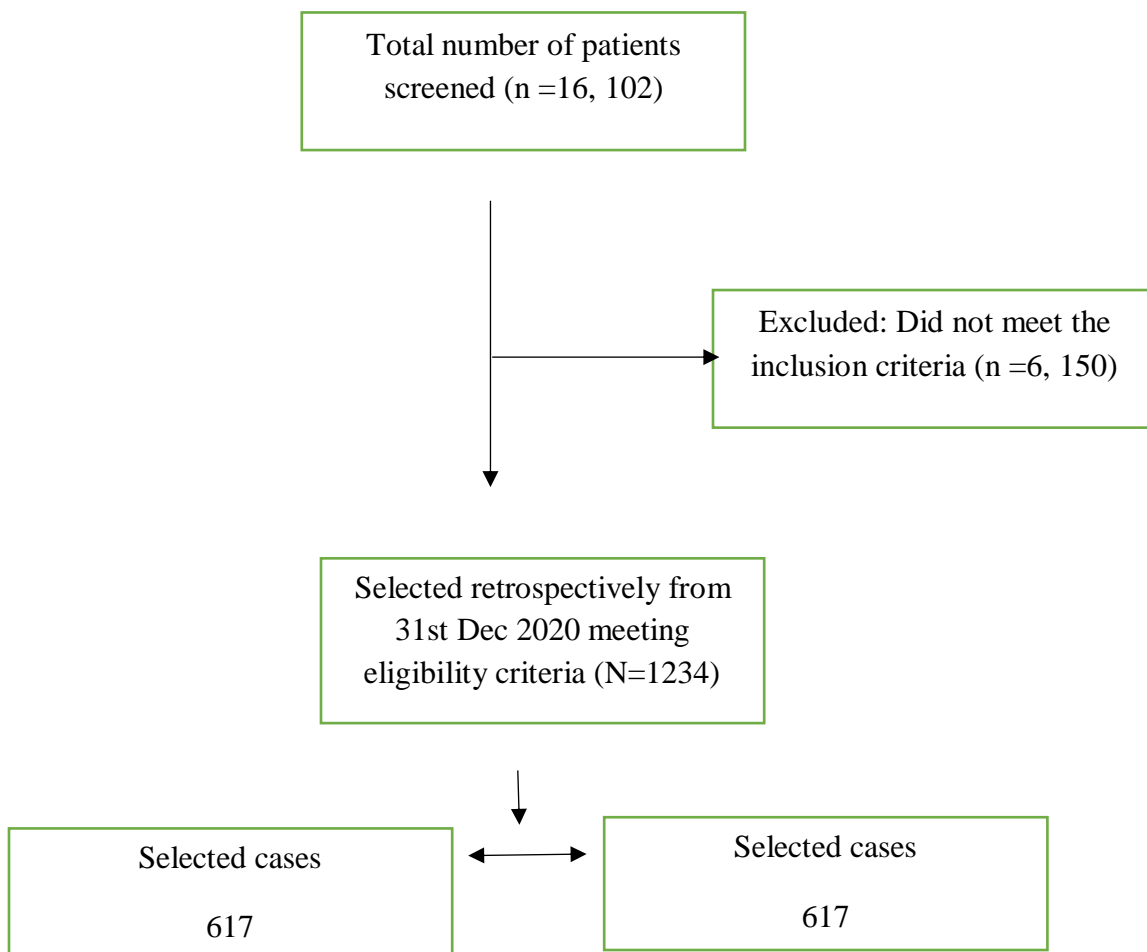 Total number of patients
screened (n =16, 102)
Excluded: Did not meet the
inclusion criteria (n =6, 150)
Selected retrospectively from
31st Dec 2020 meeting
eligibility criteria (N=1234)
Selected cases
617
Selected cases
617